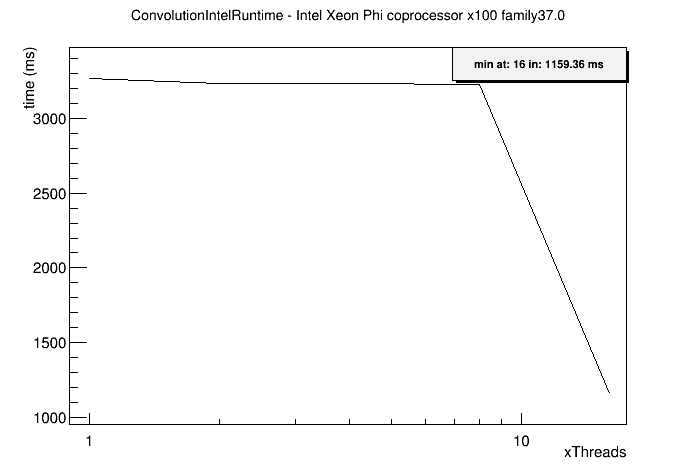 ConvolutionIntelRuntime - Intel Xeon Phi coprocessor x100 family37.0
time (ms)
min at: 16 in: 1159.36 ms
3000
2500
2000
1500
1000
1
10
xThreads